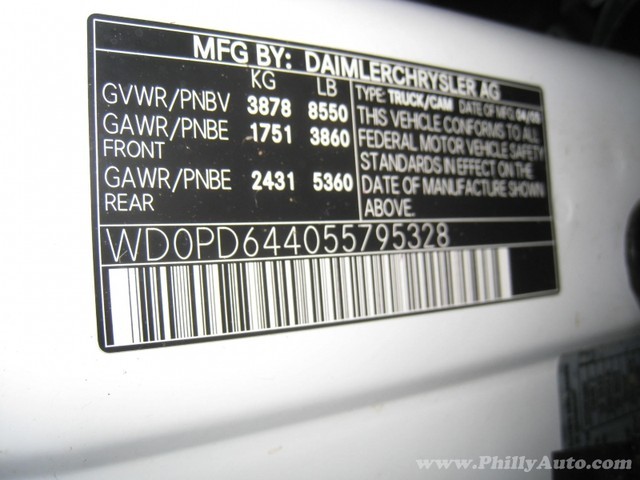 MFG BY: DAIMLERCHRYSLER AG
KG LB
GVWR/PNBV 3878 8550
GAWR/PNBE 1751 3860
FRONT
GAWR/PNBE 2431 5360
REAR
TYPE: TRUCK/CAM DATE OF MFG: 04/05
THIS VEHICLE CONFORMS TO ALL
FEDERAL MOTOR VEHICLE SAFETY
STANDARDS IN EFFECT ON THE
DATE OF MANUFACTURE SHOWN
ABOVE.
WD0PD644055795328
www.PhillyAuto.com